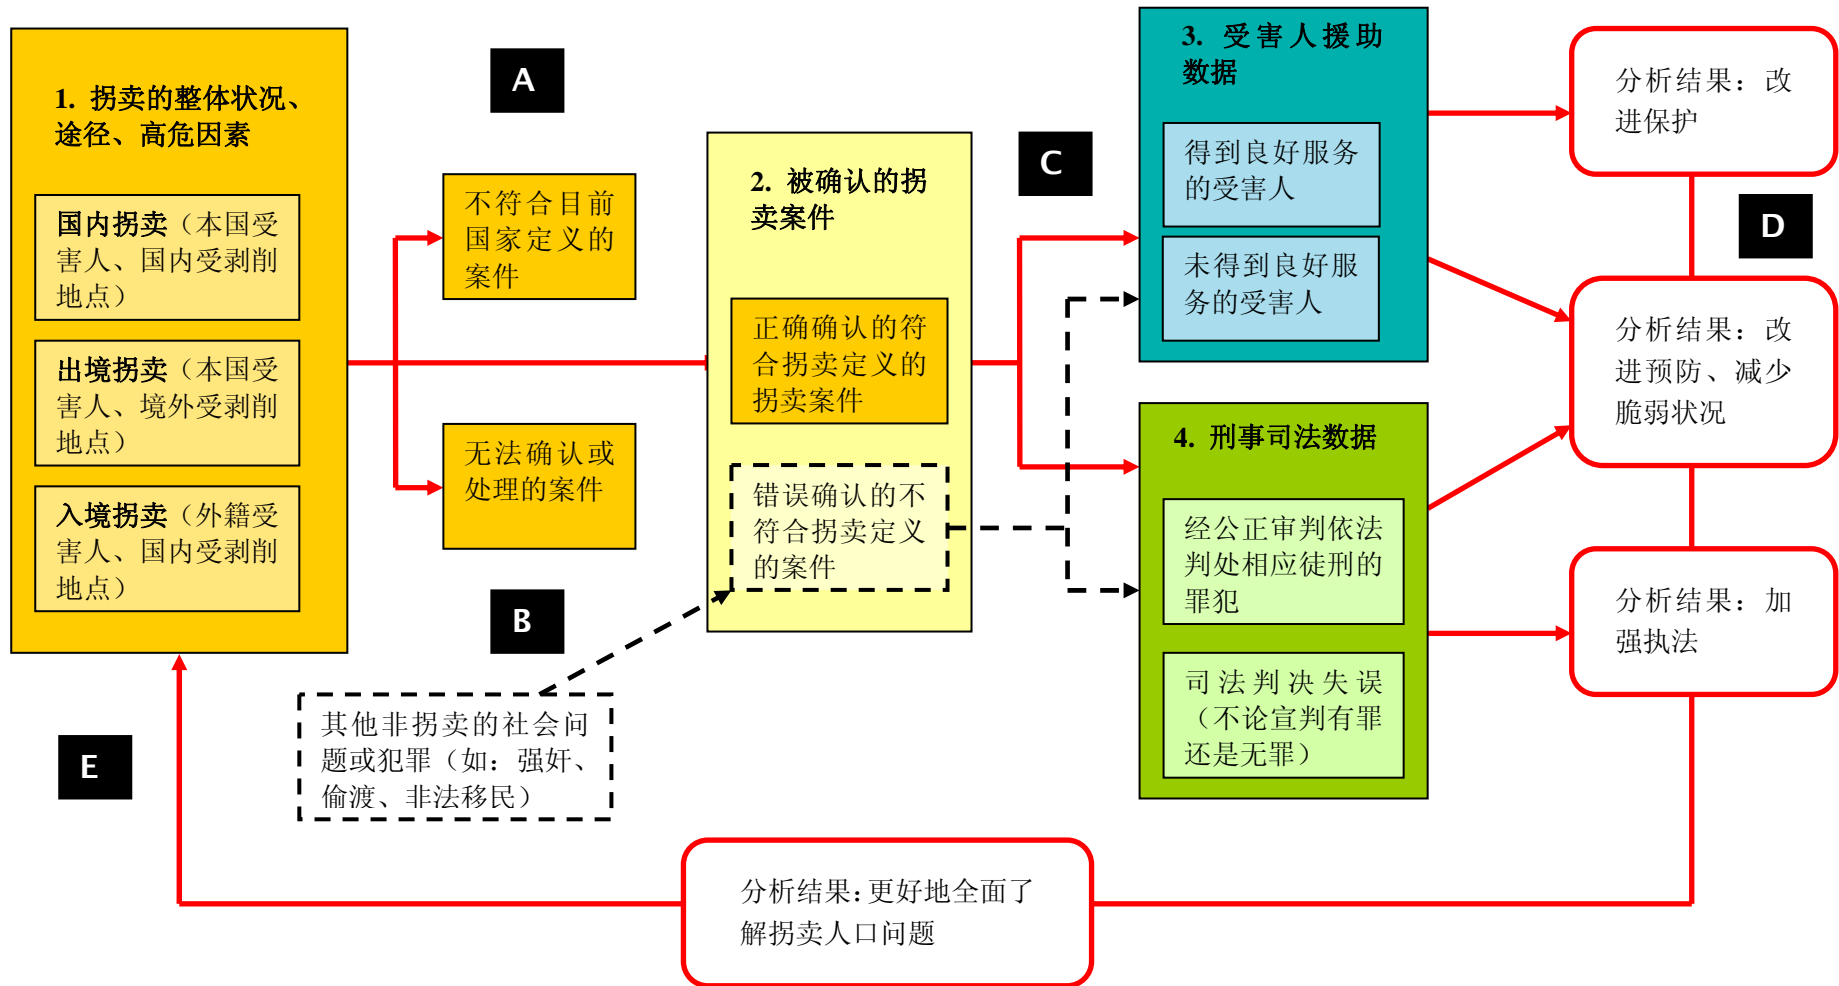 1. 拐卖的整体状况、
途径、高危因素
国内拐卖（本国受
害人、国内受剥削
地点）
出境拐卖（本国受
害人、境外受剥削
地点）
入境拐卖（外籍受
害人、国内受剥削
地点）
A
不符合目前
国家定义的
案件
无法确认或
处理的案件
B
其他非拐卖的社会问
题或犯罪（如：强奸、
偷渡、非法移民）
E
2. 被确认的拐
卖案件
正确确认的符
合拐卖定义的
拐卖案件
错误确认的不
符合拐卖定义
的案件
C
3. 受害人援助
数据
得到良好服务
的受害人
未得到良好服
务的受害人
4. 刑事司法数据
经公正审判依法
判处相应徒刑的
罪犯
司法判决失误
（不论宣判有罪
还是无罪）
分析结果：改
进保护
D
分析结果：改
进预防、减少
脆弱状况
分析结果：加
强执法
分析结果：更好地全面了
解拐卖人口问题